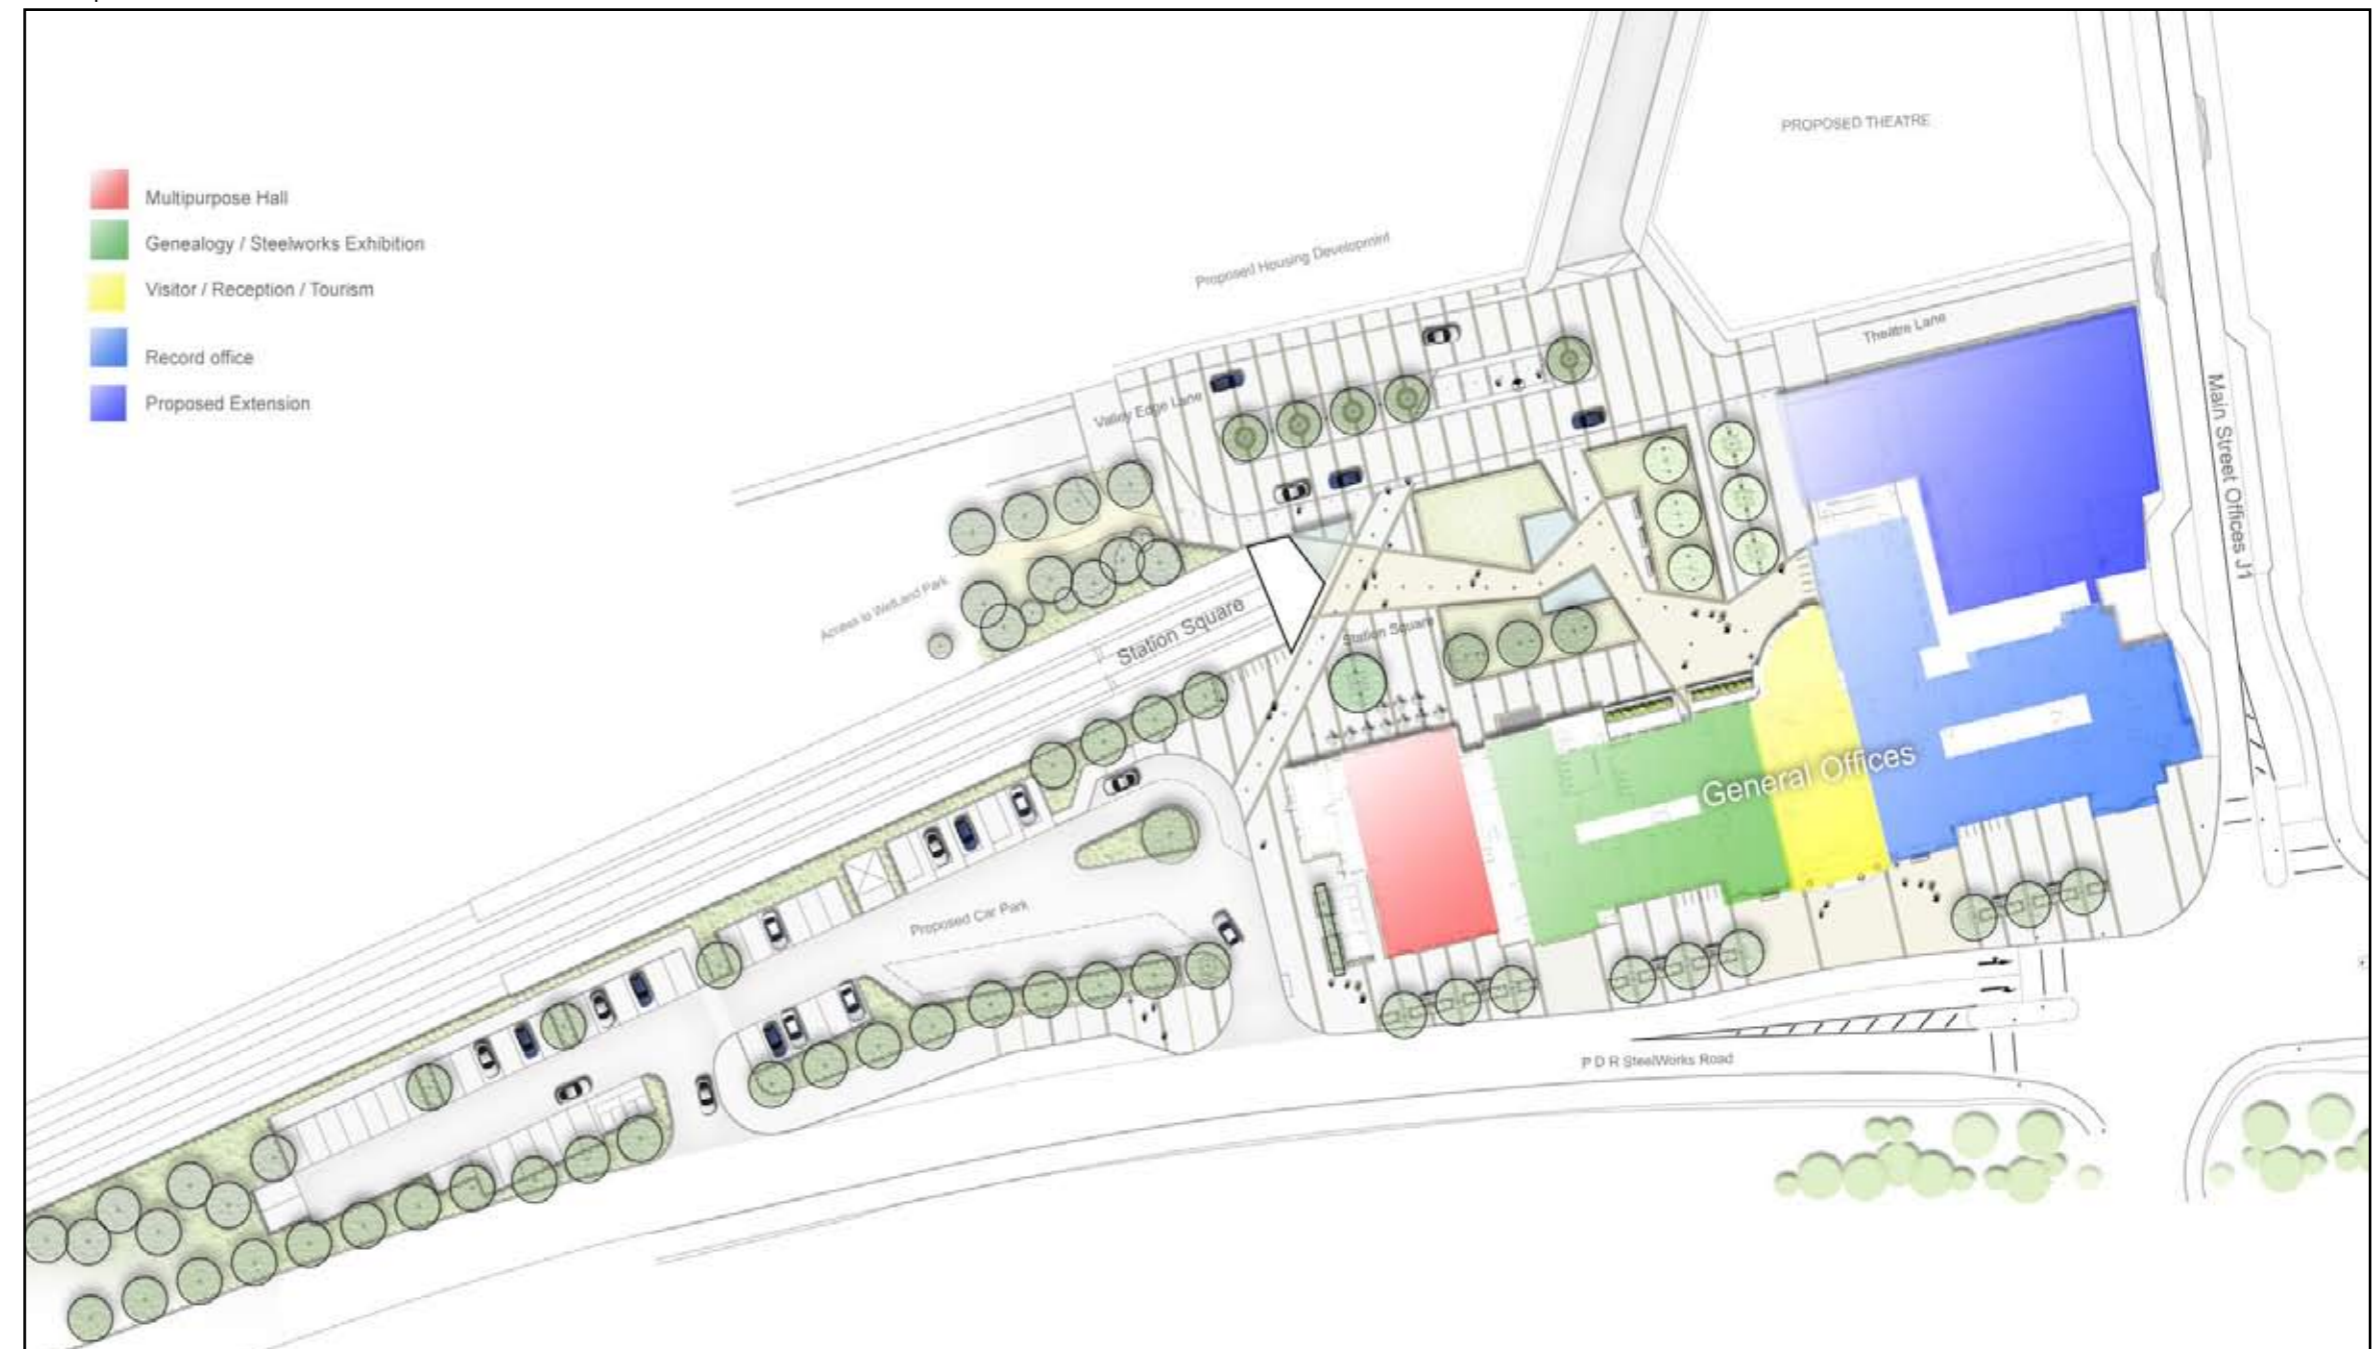 Multipurpose Hall
Genealogy / Steelworks Exhibition
Visitor / Reception / Tourism
Record office
Proposed Extension
PROPOSED THEATRE
Proposed Housing Development
Theatre Lane
Valley Edge Lane
Main Street Offices J1
Access to WetLand Park
Station Square
Station Square
General Offices
Proposed Car Park
P D R SteelWorks Road